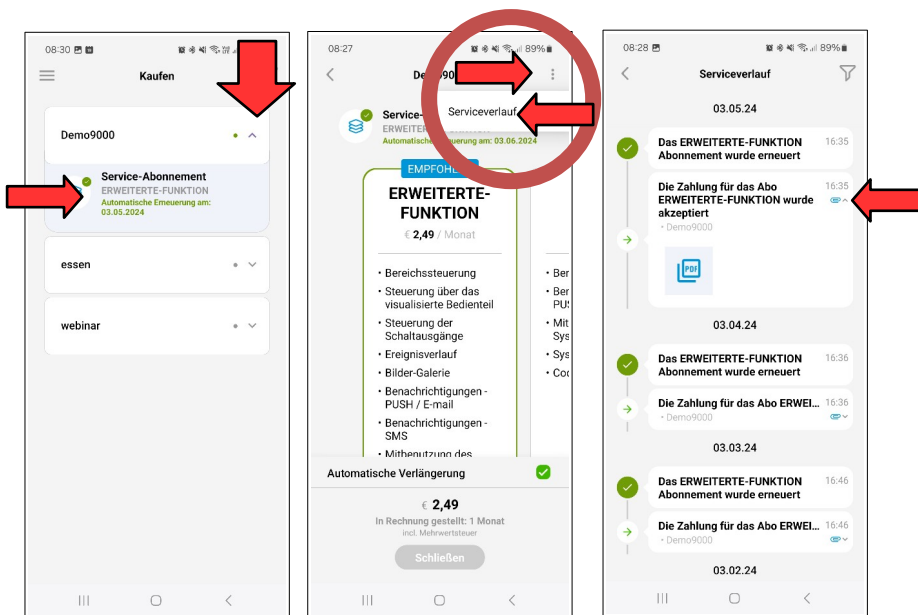 08:30
Kaufen
Demo9000
Service-Abonnement
ERWEITERTE-FUNKTION
Automatische Erneuerung am:
03.05.2024
essen
webinar
08:27
89%
Serviceverlauf
Service-
ERWEITE
Automatische Erneuerung am: 03.06.2024
ERWEITERTE-
FUNKTION
€ 2,49 / Monat
• Bereichssteuerung
• Steuerung über das
visualisierte Bedienteil
• Steuerung der
Schaltausgänge
• Ereignisverlauf
• Bilder-Galerie
• Benachrichtigungen -
PUSH / E-mail
• Benachrichtigungen -
SMS
• Mitbenutzung des
Automatische Verlängerung
€ 2,49
In Rechnung gestellt: 1 Monat
incl. Mehrwertsteuer
Schließen
08:28
89%
Serviceverlauf
03.05.24
Das ERWEITERTE-FUNKTION 16:35
Abonnement wurde erneuert
Die Zahlung für das Abo 16:35
ERWEITERTE-FUNKTION wurde
akzeptiert
• Demo9000
PDF
03.04.24
Das ERWEITERTE-FUNKTION 16:36
Abonnement wurde erneuert
Die Zahlung für das Abo ERWEI... 16:36
• Demo9000
03.03.24
Das ERWEITERTE-FUNKTION 16:46
Abonnement wurde erneuert
Die Zahlung für das Abo ERWEI... 16:46
• Demo9000
03.02.24